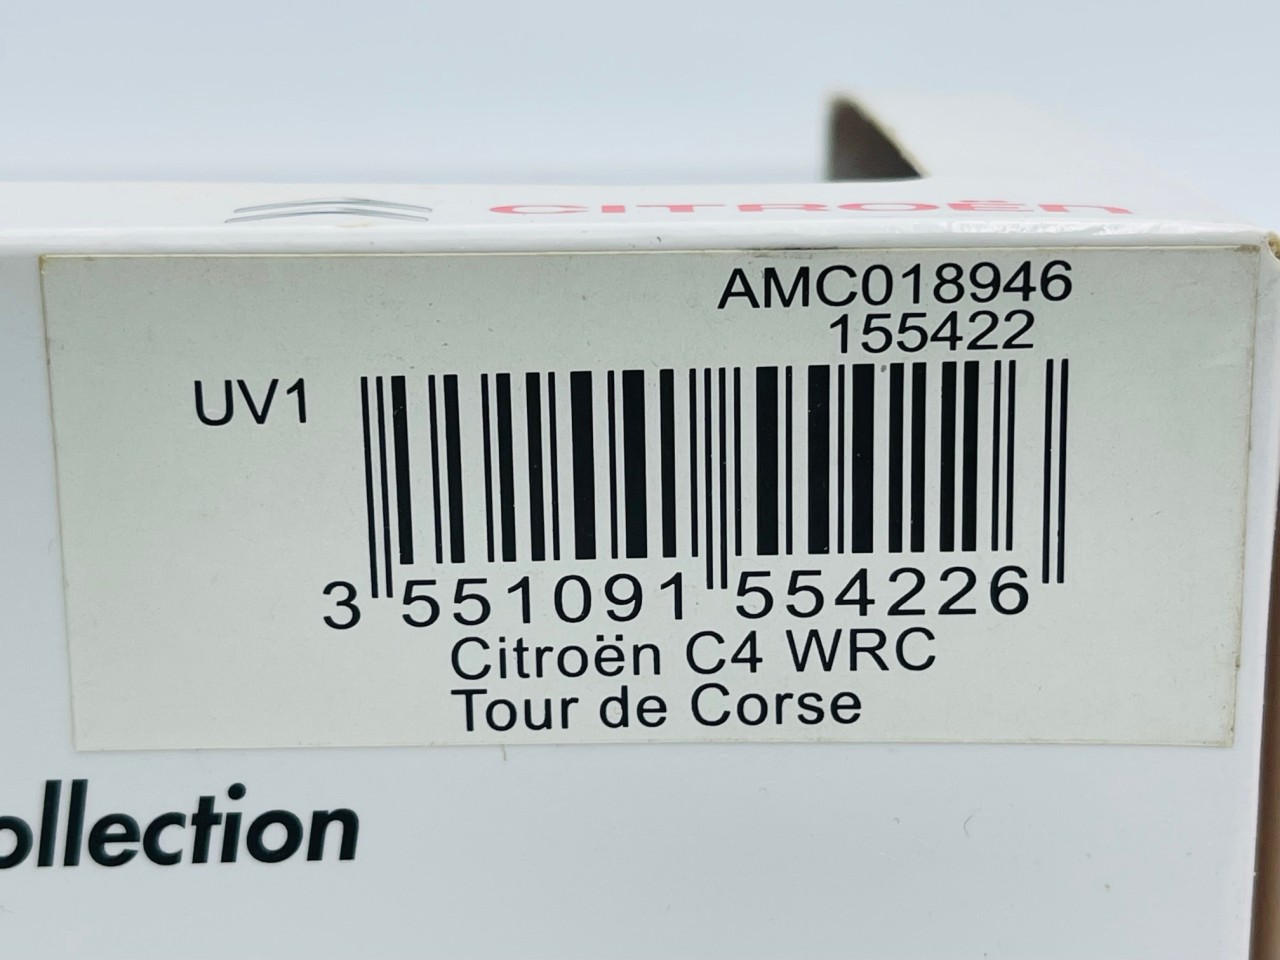 CITROËN
AMC018946
155422
UV1
3 551091 554226
Citroën C4 WRC
Tour de Corse
ollection